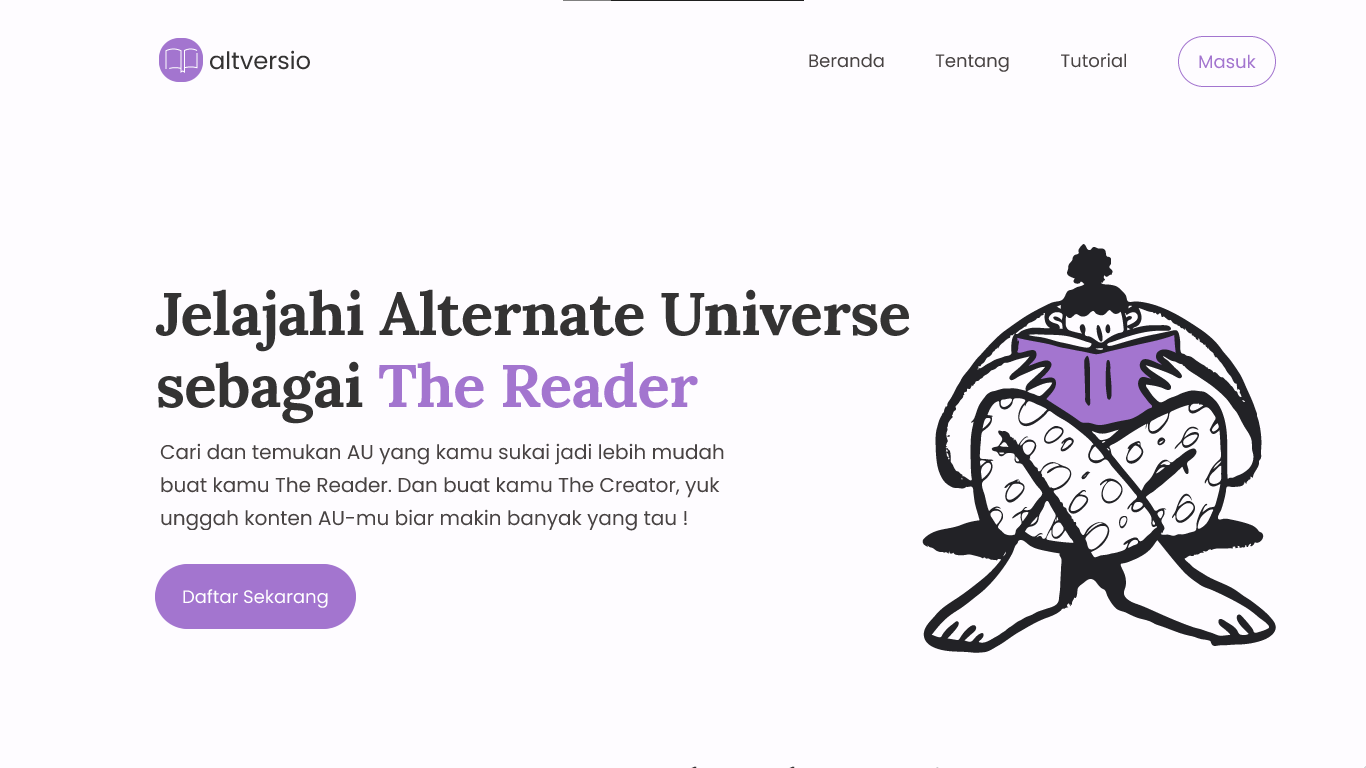 altversio
Beranda
Tentang
Tutorial
Masuk
Jelajahi Alternate Universe
sebagai The Reader
Cari dan temukan AU yang kamu sukai jadi lebih mudah
buat kamu The Reader. Dan buat kamu The Creator, yuk
unggah konten AU-mu biar makin banyak yang tau !
Daftar Sekarang